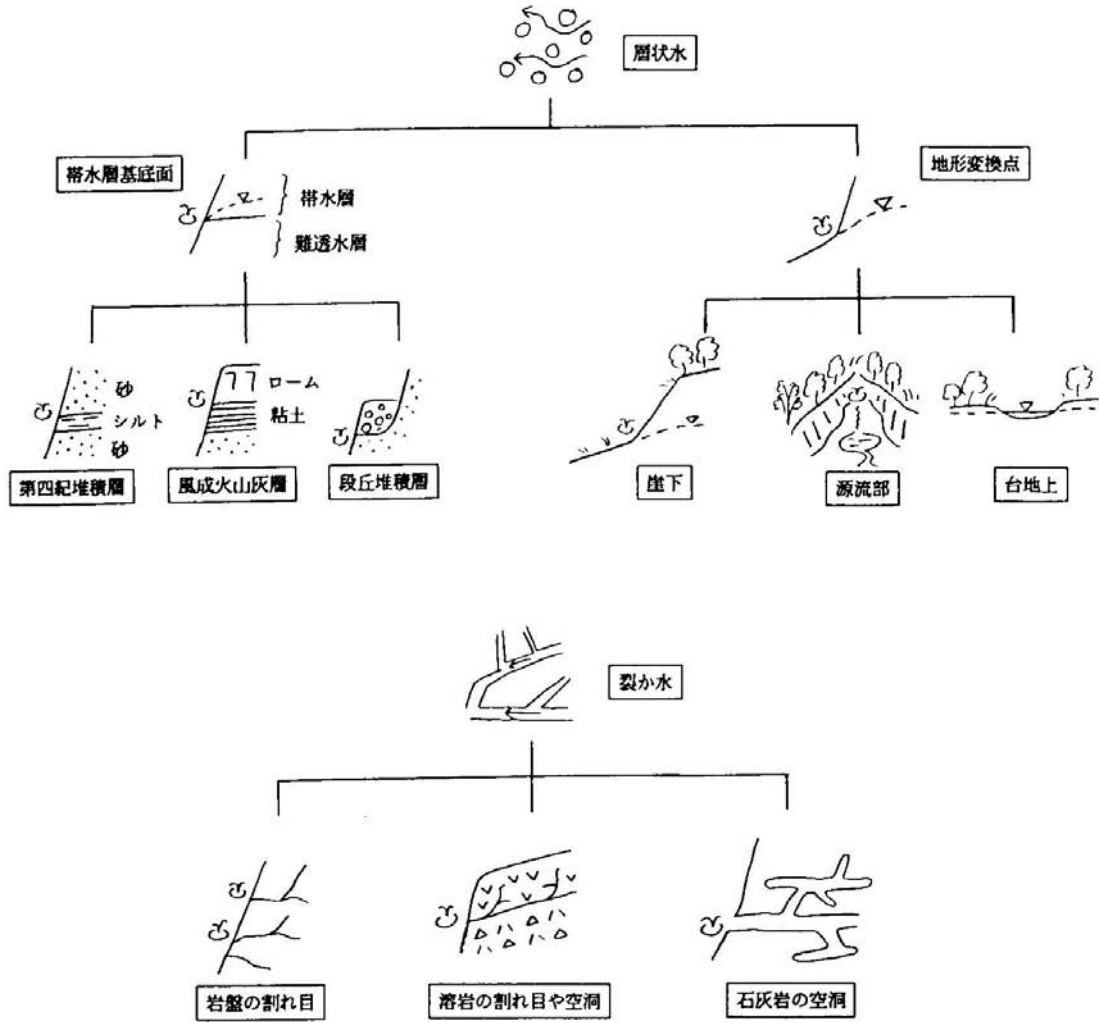 層状水
帯水層基底面
地形変換点
帯水層
難透水層
砂
シルト
砂
ローム
粘土
第四紀堆積層
風成火山灰層
段丘堆積層
崖下
源流部
台地上
裂か水
岩盤の割れ目
溶岩の割れ目や空洞
石灰岩の空洞